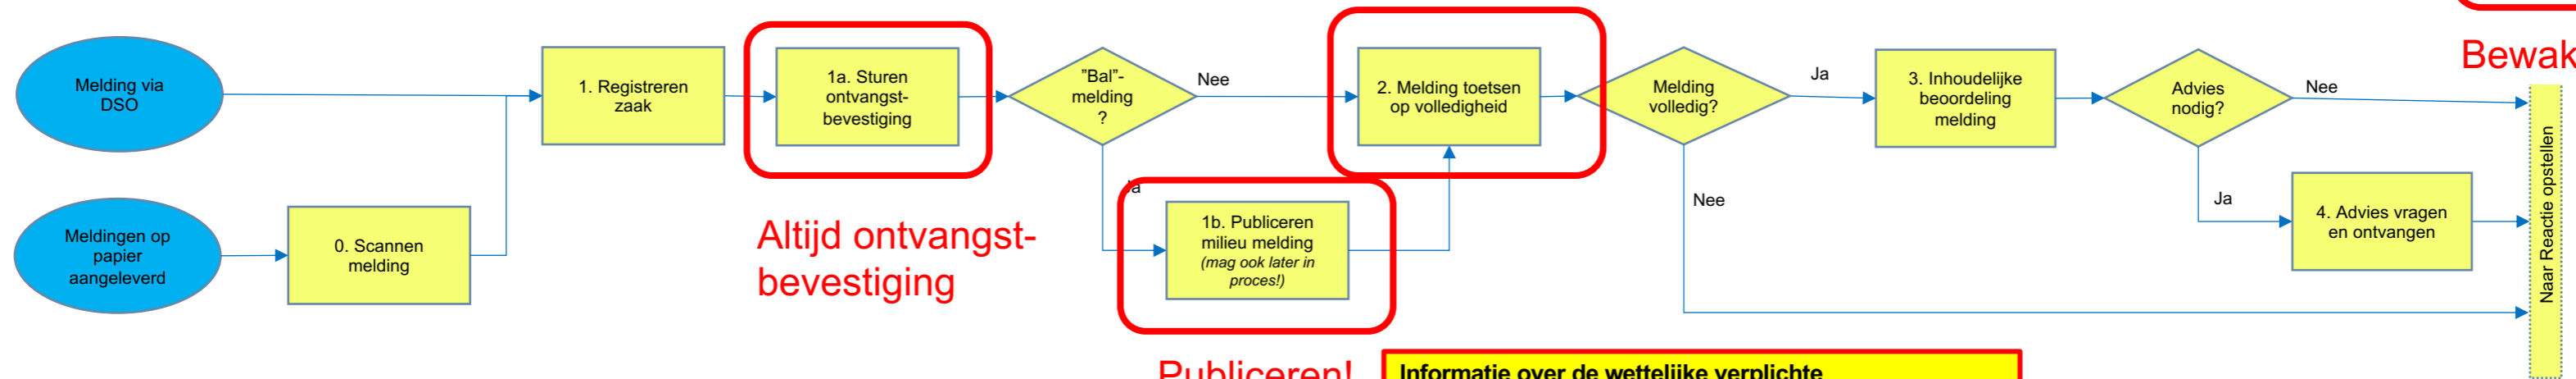 Melding via
DSO
Meldingen op
papier
aangeleverd
0. Scannen
melding
1. Registreren
zaak
1a. Sturen
ontvangst-
bevestiging
Altijd ontvangst-
bevestiging
"Bal"-
melding
?
Nee
Ja
1b. Publiceren
milieu melding
(mag ook later in
proces!)
Publiceren!
2. Melding toetsen
op volledigheid
Melding
volledig?
Ja
Nee
3. Inhoudelijke
beoordeling
melding
Advies
nodig?
Nee
Ja
4. Advies vragen
en ontvangen
Naar Reactie opstellen
Bewak
Informatie over de wettelijke verplichte